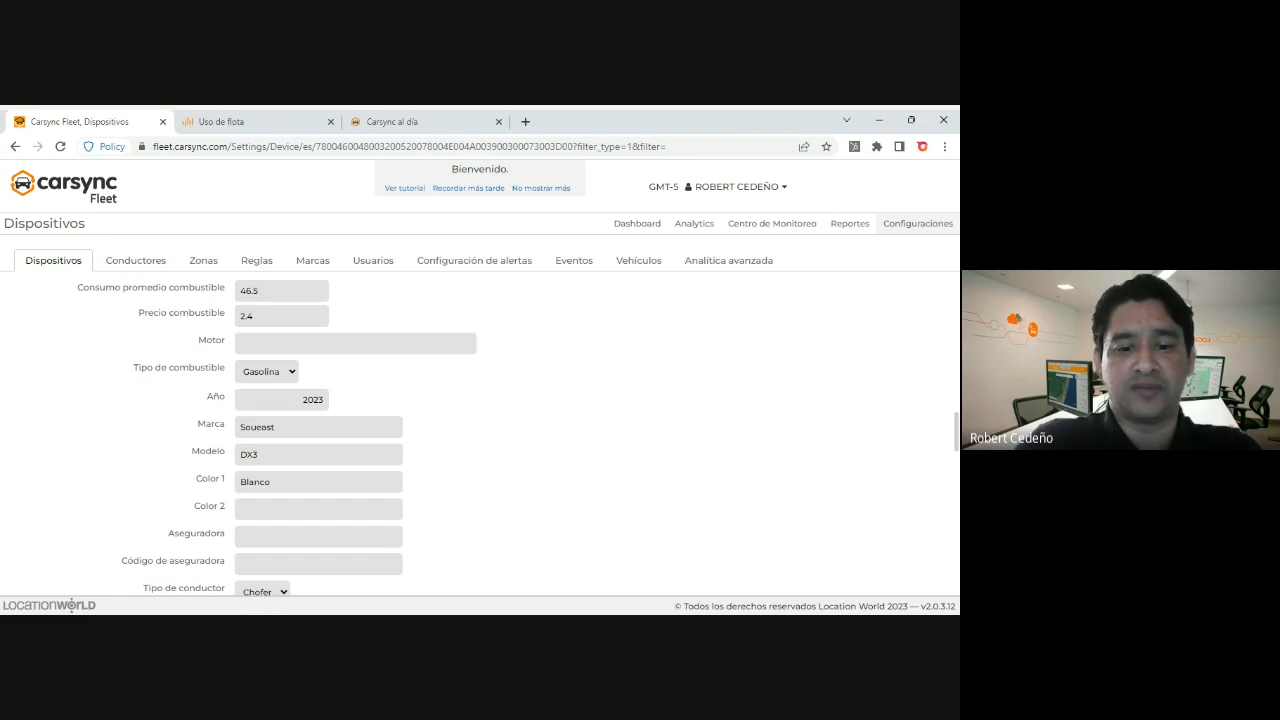 Carsync Fleet, Dispositivos
Uso de flota
Carsync al día
Policy
fleet.carsync.com/Settings/Device/es/7800460048003200520078004E004A003900300073003D00?filter_type=1&filter=
carsync
Fleet
Bienvenido.
Ver tutorial Recordar más tarde No mostrar más
GMT-5 ROBERT CEDEÑO
Dispositivos
Dashboard Analytics Centro de Monitoreo Reportes Configuraciones
Dispositivos Conductores Zonas Reglas Marcas Usuarios Configuración de alertas Eventos Vehículos Analítica avanzada
Consumo promedio combustible 46.5
Precio combustible 2.4
Motor
Tipo de combustible Gasolina
Año 2023
Marca Soueast
Modelo DX3
Color 1 Blanco
Color 2
Aseguradora
Código de aseguradora
Tipo de conductor Chofer
LOCATIONWORLD
© Todos los derechos reservados Location World 2023 — v2.0.3.12
Robert Cedeño